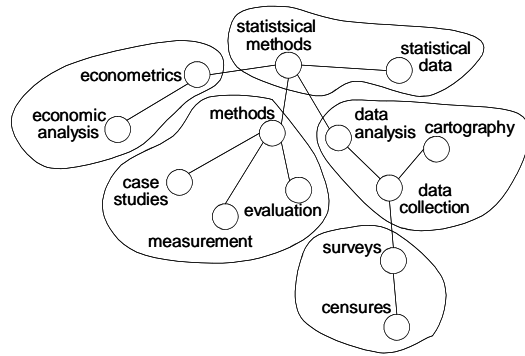 statistsical
methods
statistical
data
econometrics
economic
analysis
methods
data
analysis
cartography
case
studies
evaluation
measurement
data
collection
surveys
censures